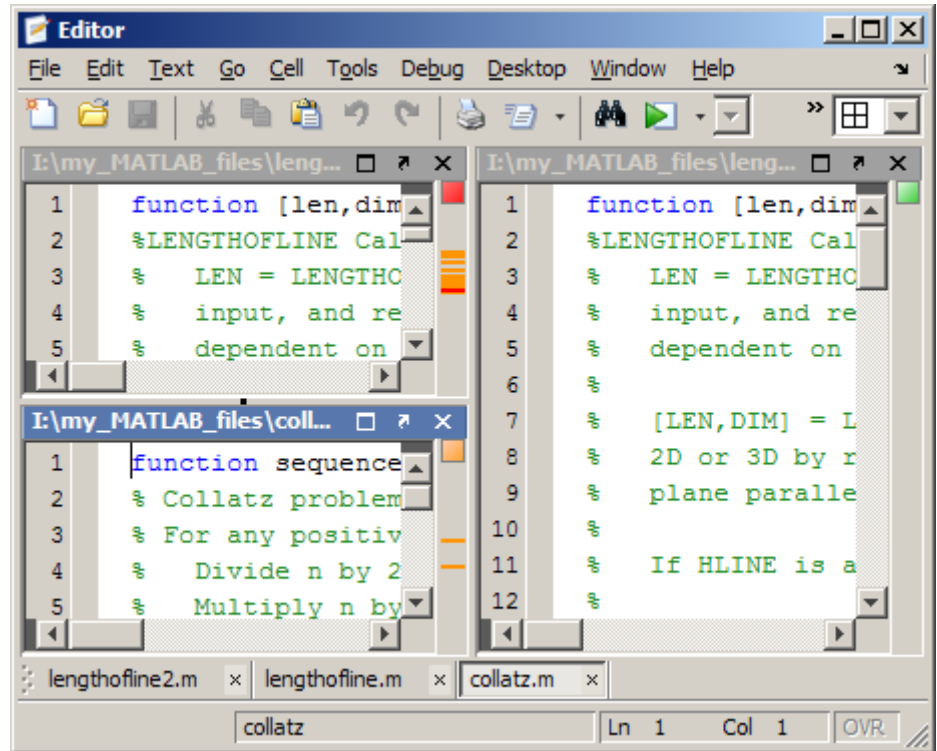 Editor
File Edit Text Go Cell Tools Debug Desktop Window Help
»
I:\my_MATLAB_files\leng...
1 function [len,dim
2 %LENGTHOFLINE Cal
3 % LEN = LENGTHO
4 % input, and re
5 % dependent on
I:\my_MATLAB_files\coll...
1 function sequence
2 % Collatz problem
3 % For any positiv
4 % Divide n by 2
5 % Multiply n by
I:\my_MATLAB_files\leng...
1 function [len,dim
2 %LENGTHOFLINE Cal
3 % LEN = LENGTHO
4 % input, and re
5 % dependent on
6 %
7 % [LEN,DIM] = L
8 % 2D or 3D by r
9 % plane paralle
10 %
11 % If HLINE is a
12 %
lengthofline2.m × lengthofline.m × collatz.m ×
collatz Ln 1 Col 1 OVR